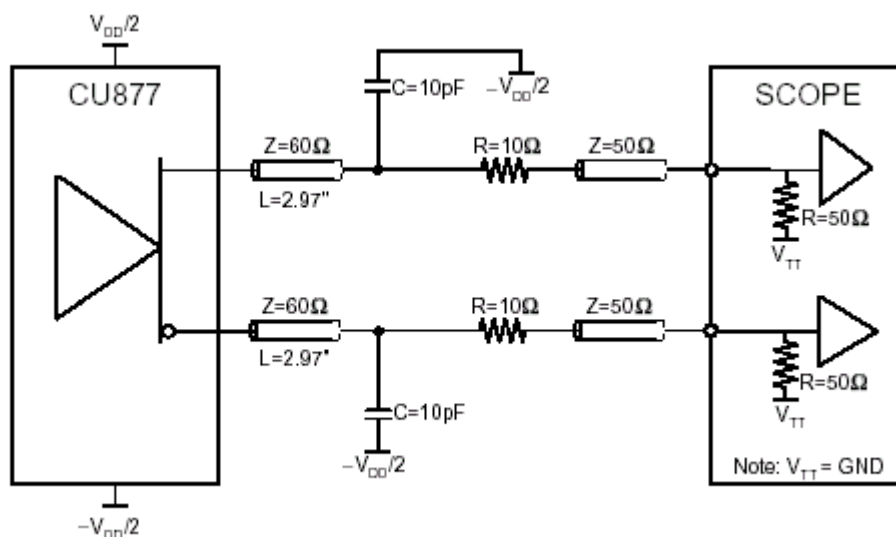 V_DD/2
CU877
C=10pF
–V_DD/2
SCOPE
Z=60Ω
R=10Ω
Z=50Ω
L=2.97"
R=50Ω
V_TT
Z=60Ω
R=10Ω
Z=50Ω
L=2.97"
R=50Ω
C=10pF
V_TT
–V_DD/2
Note: V_TT = GND
–V_DD/2